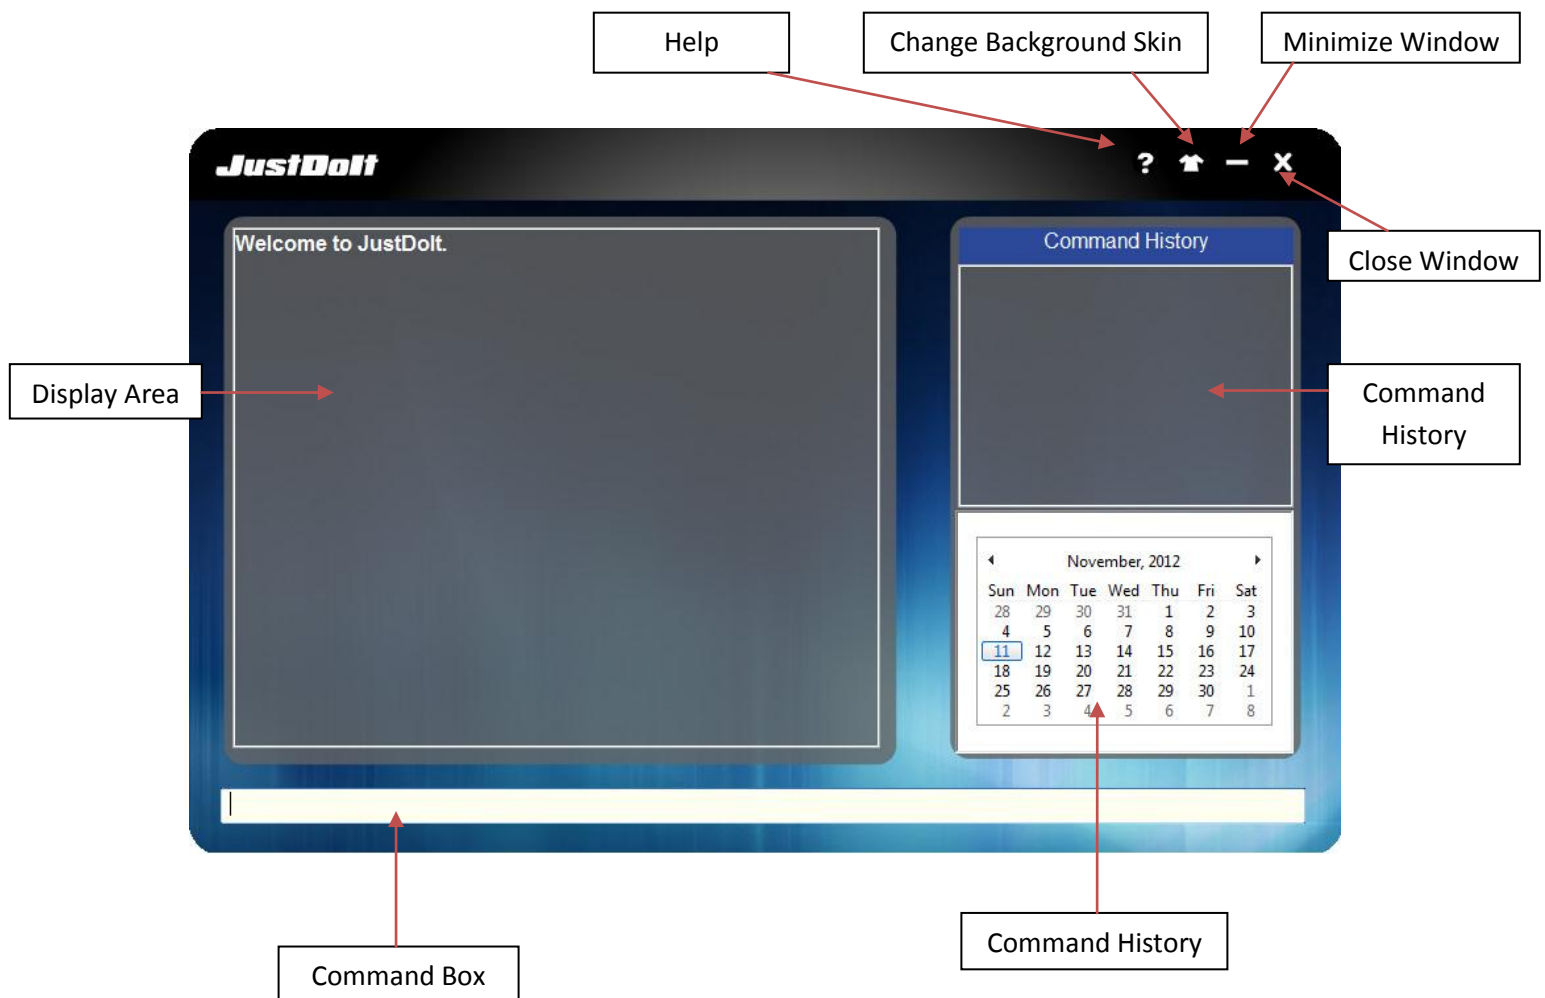 Help
Change Background Skin
Minimize Window
JustDoIt
?
X
Welcome to JustDoIt.
Command History
Close Window
Display Area
Command
History
November, 2012
Sun Mon Tue Wed Thu Fri Sat
28 29 30 31 1 2 3
4 5 6 7 8 9 10
11 12 13 14 15 16 17
18 19 20 21 22 23 24
25 26 27 28 29 30 1
2 3 4 5 6 7 8
Command History
Command Box